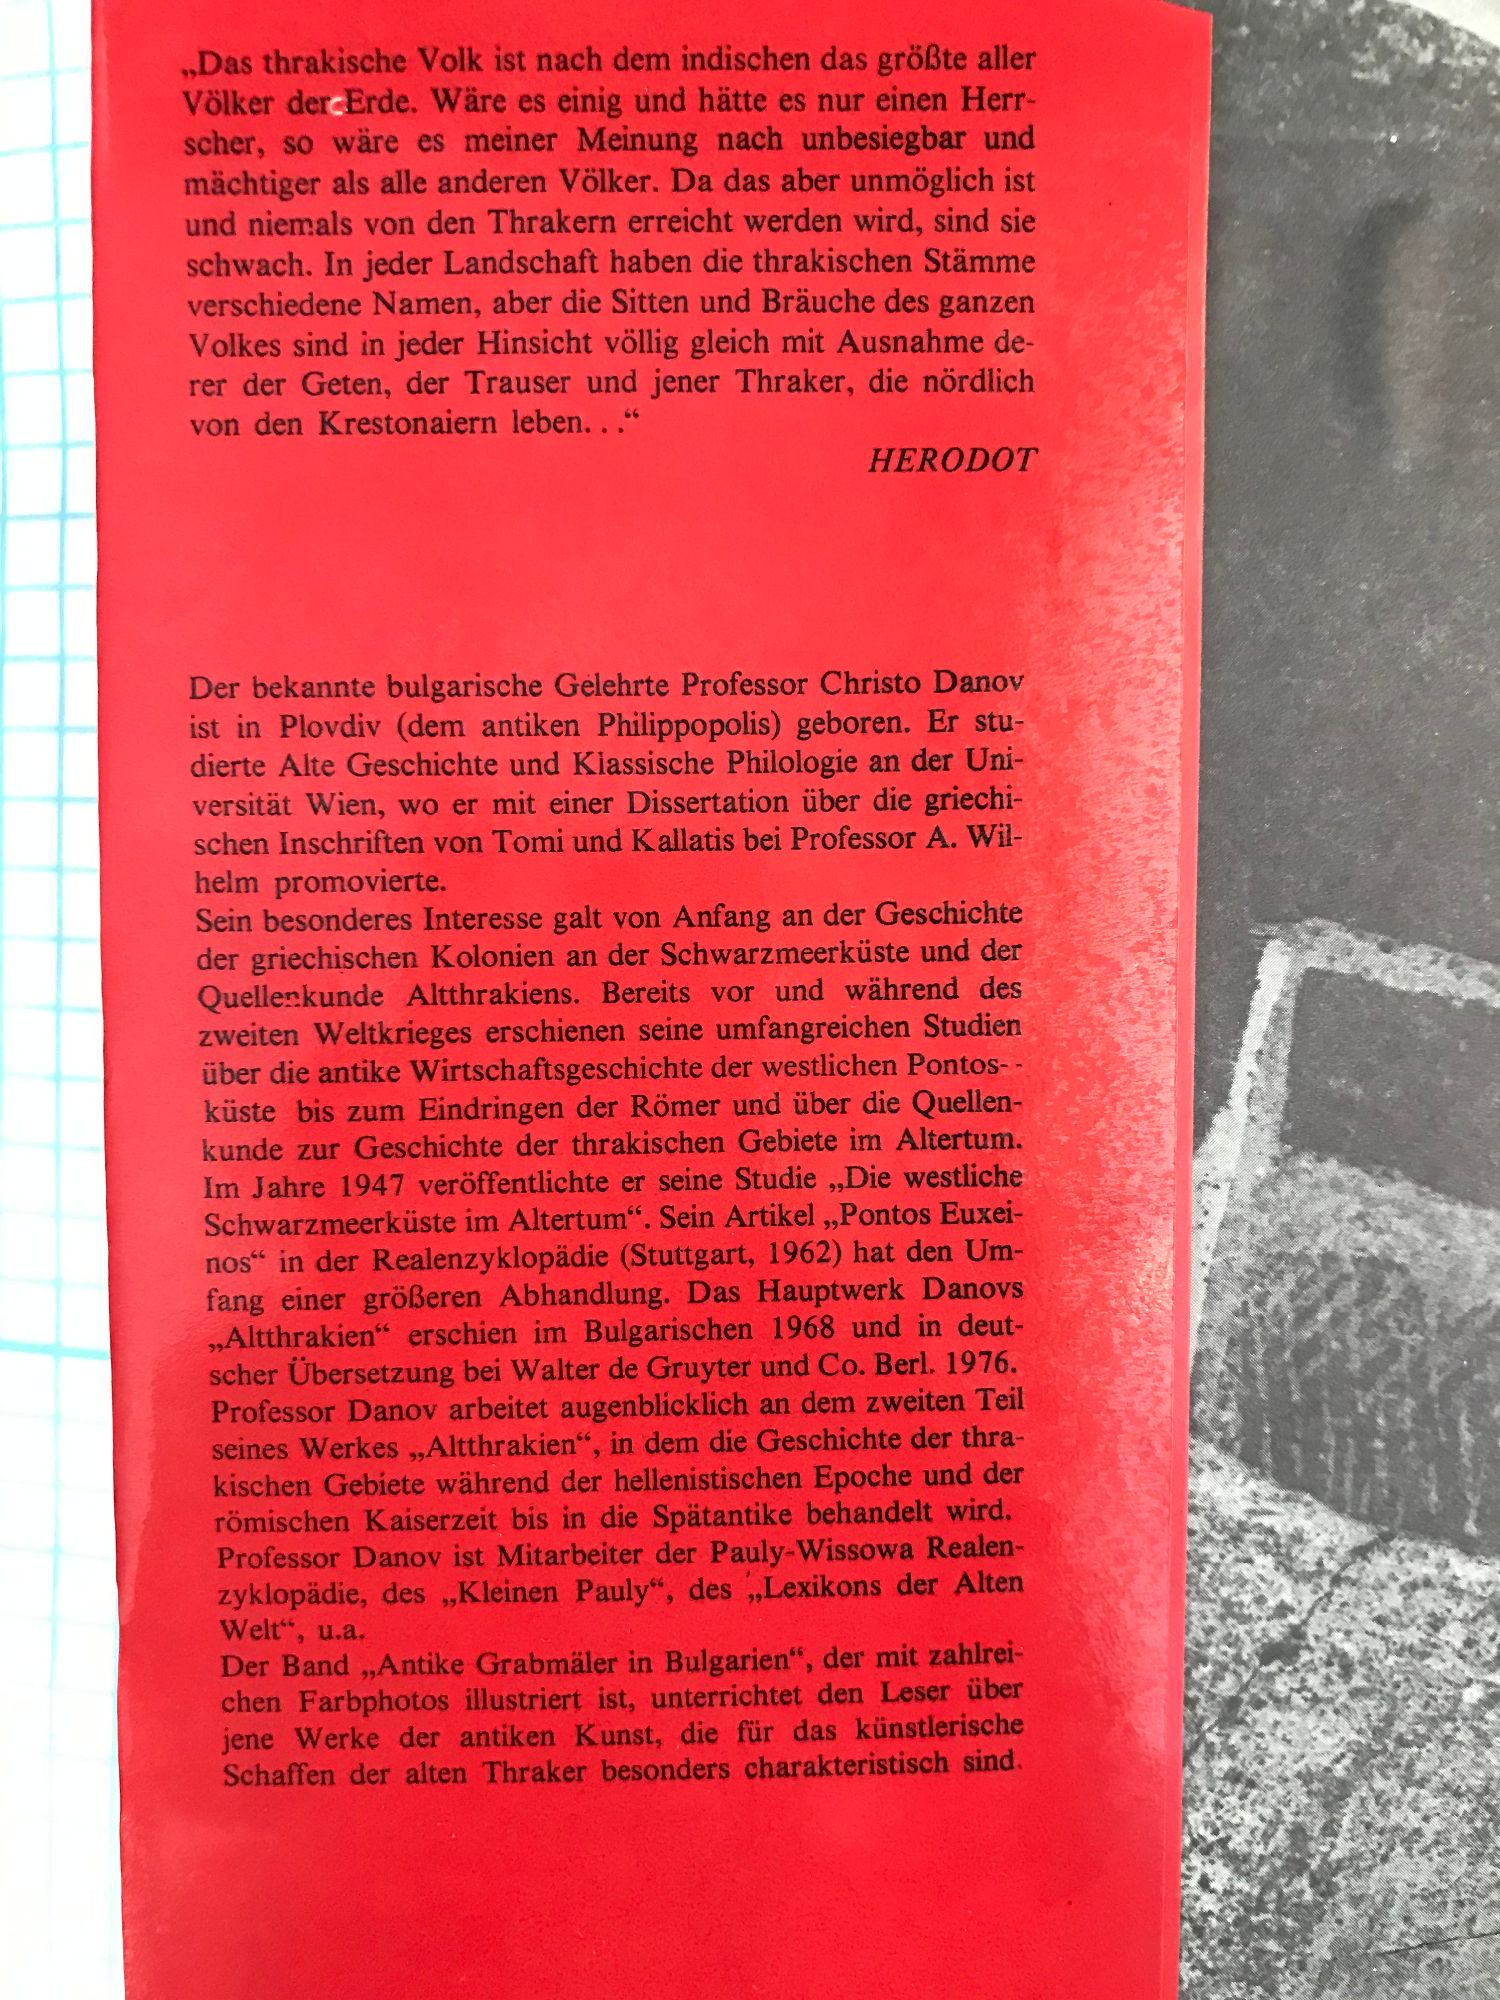 „Das thrakische Volk ist nach dem indischen das größte aller
Völker der Erde. Wäre es einig und hätte es nur einen Herr-
scher, so wäre es meiner Meinung nach unbesiegbar und
mächtiger als alle anderen Völker. Da das aber unmöglich ist
und niemals von den Thrakern erreicht werden wird, sind sie
schwach. In jeder Landschaft haben die thrakischen Stämme
verschiedene Namen, aber die Sitten und Bräuche des ganzen
Volkes sind in jeder Hinsicht völlig gleich mit Ausnahme de-
rer der Geten, der Trauser und jener Thraker, die nördlich
von den Krestonaiern leben. . .“
HERODOT
Der bekannte bulgarische Gelehrte Professor Christo Danov
ist in Plovdiv (dem antiken Philippopolis) geboren. Er stu-
dierte Alte Geschichte und Klassische Philologie an der Uni-
versität Wien, wo er mit einer Dissertation über die griechi-
schen Inschriften von Tomi und Kallatis bei Professor A. Wil-
helm promovierte.
Sein besonderes Interesse galt von Anfang an der Geschichte
der griechischen Kolonien an der Schwarzmeerküste und der
Quellenkunde Altthrakiens. Bereits vor und während des
zweiten Weltkrieges erschienen seine umfangreichen Studien
über die antike Wirtschaftsgeschichte der westlichen Pontos--
küste bis zum Eindringen der Römer und über die Quellen-
kunde zur Geschichte der thrakischen Gebiete im Altertum.
Im Jahre 1947 veröffentlichte er seine Studie „Die westliche
Schwarzmeerküste im Altertum“. Sein Artikel „Pontos Euxei-
nos“ in der Realenzyklopädie (Stuttgart, 1962) hat den Um-
fang einer größeren Abhandlung. Das Hauptwerk Danovs
„Altthrakien“ erschien im Bulgarischen 1968 und in deut-
scher Übersetzung bei Walter de Gruyter und Co. Berl. 1976.
Professor Danov arbeitet augenblicklich an dem zweiten Teil
seines Werkes „Altthrakien“, in dem die Geschichte der thra-
kischen Gebiete während der hellenistischen Epoche und der
römischen Kaiserzeit bis in die Spätantike behandelt wird.
Professor Danov ist Mitarbeiter der Pauly-Wissowa Realen-
zyklopädie, des „Kleinen Pauly“, des „Lexikons der Alten
Welt“, u.a.
Der Band „Antike Grabmäler in Bulgarien“, der mit zahlrei-
chen Farbphotos illustriert ist, unterrichtet den Leser über
jene Werke der antiken Kunst, die für das künstlerische
Schaffen der alten Thraker besonders charakteristisch sind.